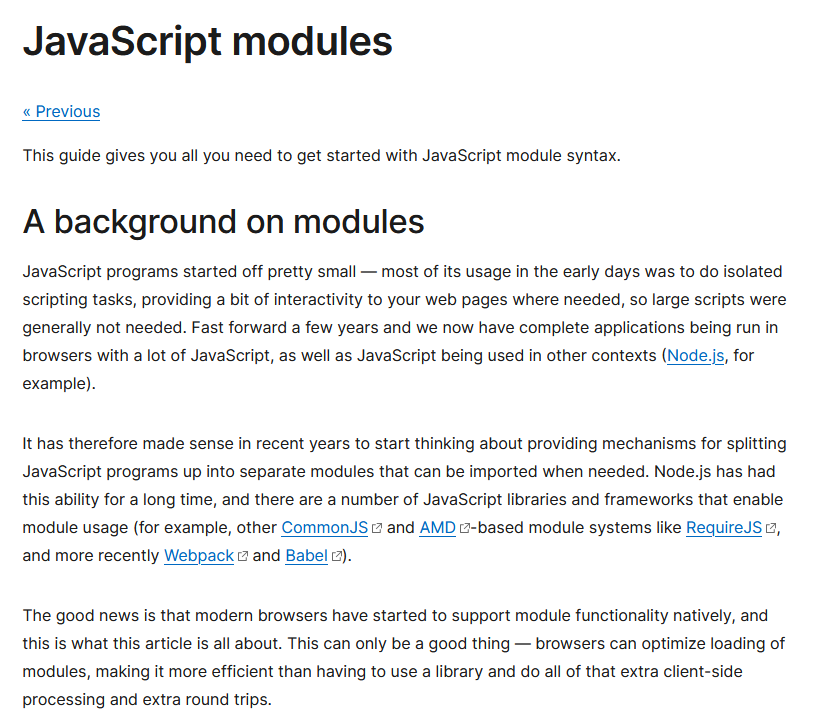 JavaScript modules
« Previous
This guide gives you all you need to get started with JavaScript module syntax.
A background on modules
JavaScript programs started off pretty small — most of its usage in the early days was to do isolated
scripting tasks, providing a bit of interactivity to your web pages where needed, so large scripts were
generally not needed. Fast forward a few years and we now have complete applications being run in
browsers with a lot of JavaScript, as well as JavaScript being used in other contexts (Node.js, for
example).
It has therefore made sense in recent years to start thinking about providing mechanisms for splitting
JavaScript programs up into separate modules that can be imported when needed. Node.js has had
this ability for a long time, and there are a number of JavaScript libraries and frameworks that enable
module usage (for example, other CommonJS and AMD-based module systems like RequireJS,
and more recently Webpack and Babel).
The good news is that modern browsers have started to support module functionality natively, and
this is what this article is all about. This can only be a good thing — browsers can optimize loading of
modules, making it more efficient than having to use a library and do all of that extra client-side
processing and extra round trips.